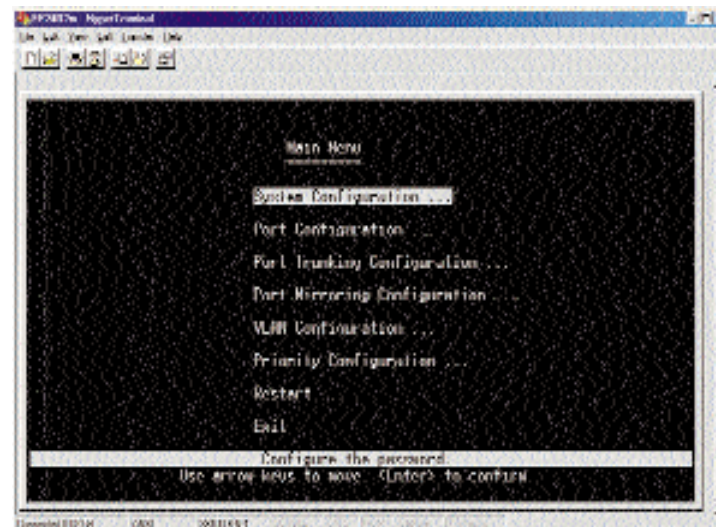 HyperTerminal
Main Menu
System Configuration ...
Port Configuration ...
Port Trunking Configuration ...
Port Mirroring Configuration ...
VLAN Configuration ...
Priority Configuration ...
Restart
Exit
Configure the password.
Use arrow keys to move <Enter> to confirm